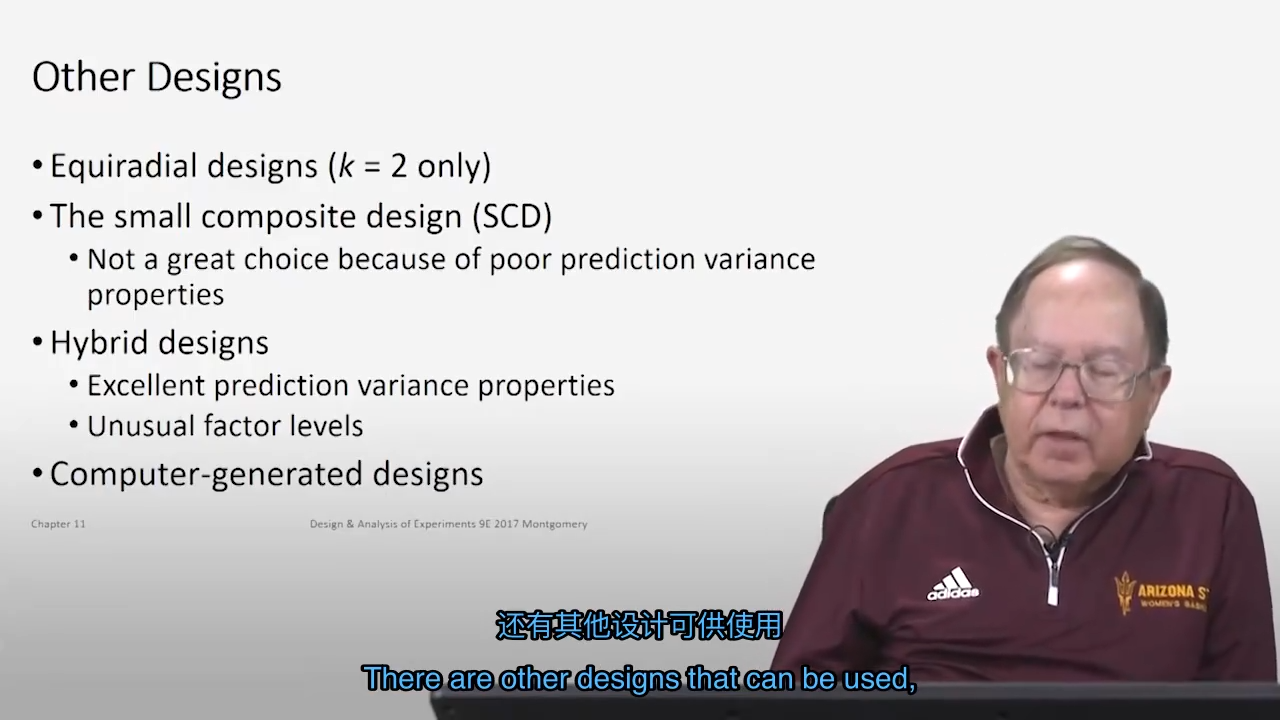 Other Designs
• Equiradial designs (k = 2 only)
• The small composite design (SCD)
• Not a great choice because of poor prediction variance
properties
• Hybrid designs
• Excellent prediction variance properties
• Unusual factor levels
• Computer-generated designs
Chapter 11
Design & Analysis of Experiments 9E 2017 Montgomery
adidas
ARIZONA
WOMEN'S
还有其他设计可供使用
There are other designs that can be used,